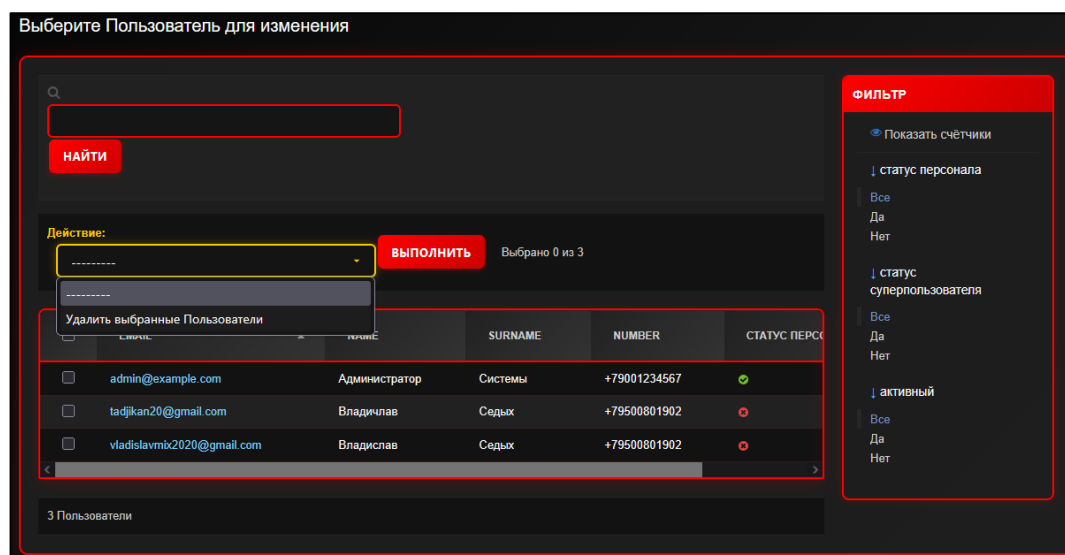 Выберите Пользователь для изменения
НАЙТИ
Действие:
---------
ВЫПОЛНИТЬ
Выбрано 0 из 3
---------
Удалить выбранные Пользователи
EMAIL NAME SURNAME NUMBER СТАТУС ПЕРСО
admin@example.com Администратор Системы +79001234567
tadjikan20@gmail.com Владичлав Седых +79500801902
vladislavmix2020@gmail.com Владислав Седых +79500801902
3 Пользователи
ФИЛЬТР
Показать счётчики
↓ статус персонала
Все
Да
Нет
↓ статус
суперпользователя
Все
Да
Нет
↓ активный
Все
Да
Нет